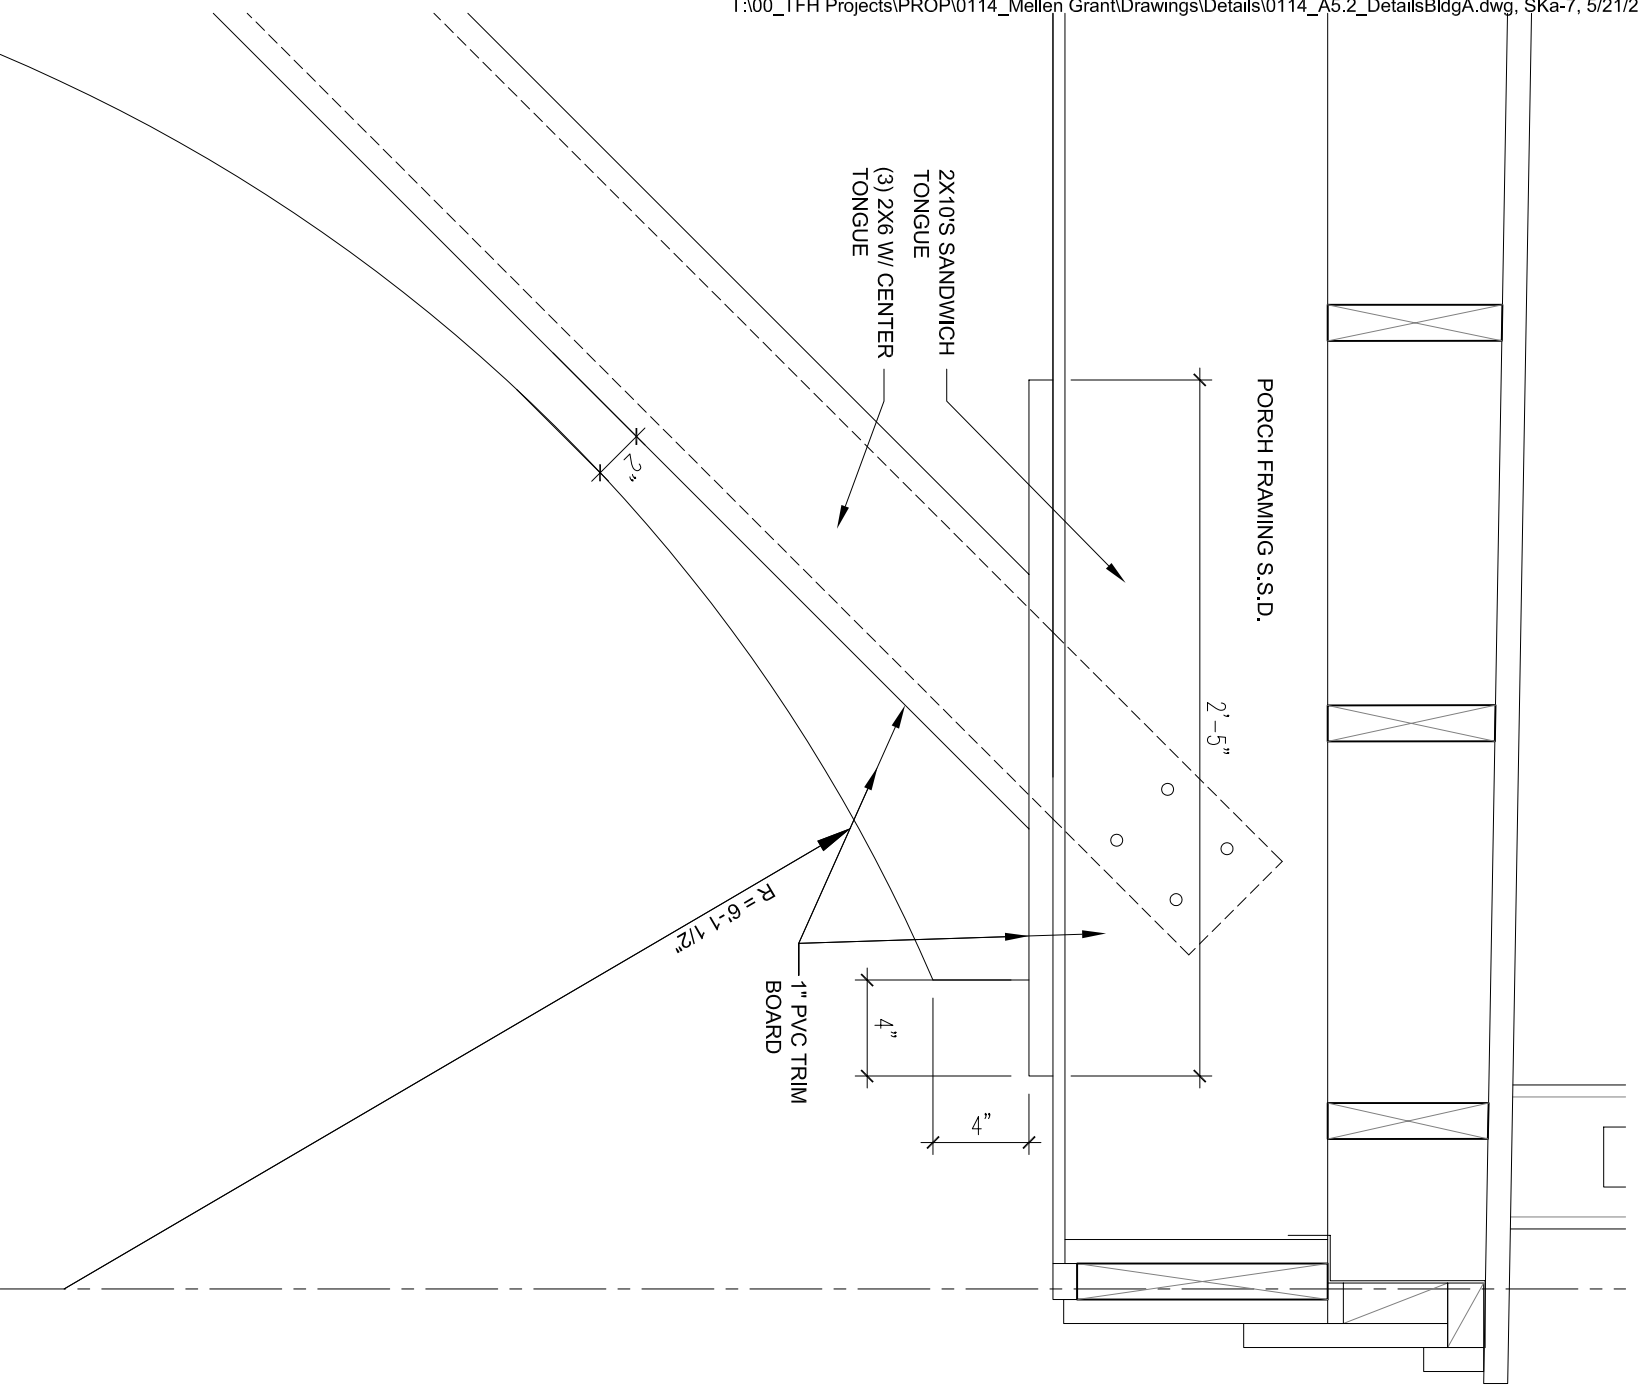 T:\00_TFH Projects\PROP\0114_Mellen Grant\Drawings\Details\0114_A5.2_DetailsBldgA.dwg, SKa-7, 5/21/2
PORCH FRAMING S.S.D.
2X10'S SANDWICH
TONGUE
(3) 2X6 W/ CENTER
TONGUE
2'-5"
2"
R = 6'-1 1/2"
1" PVC TRIM
BOARD
4"
4"